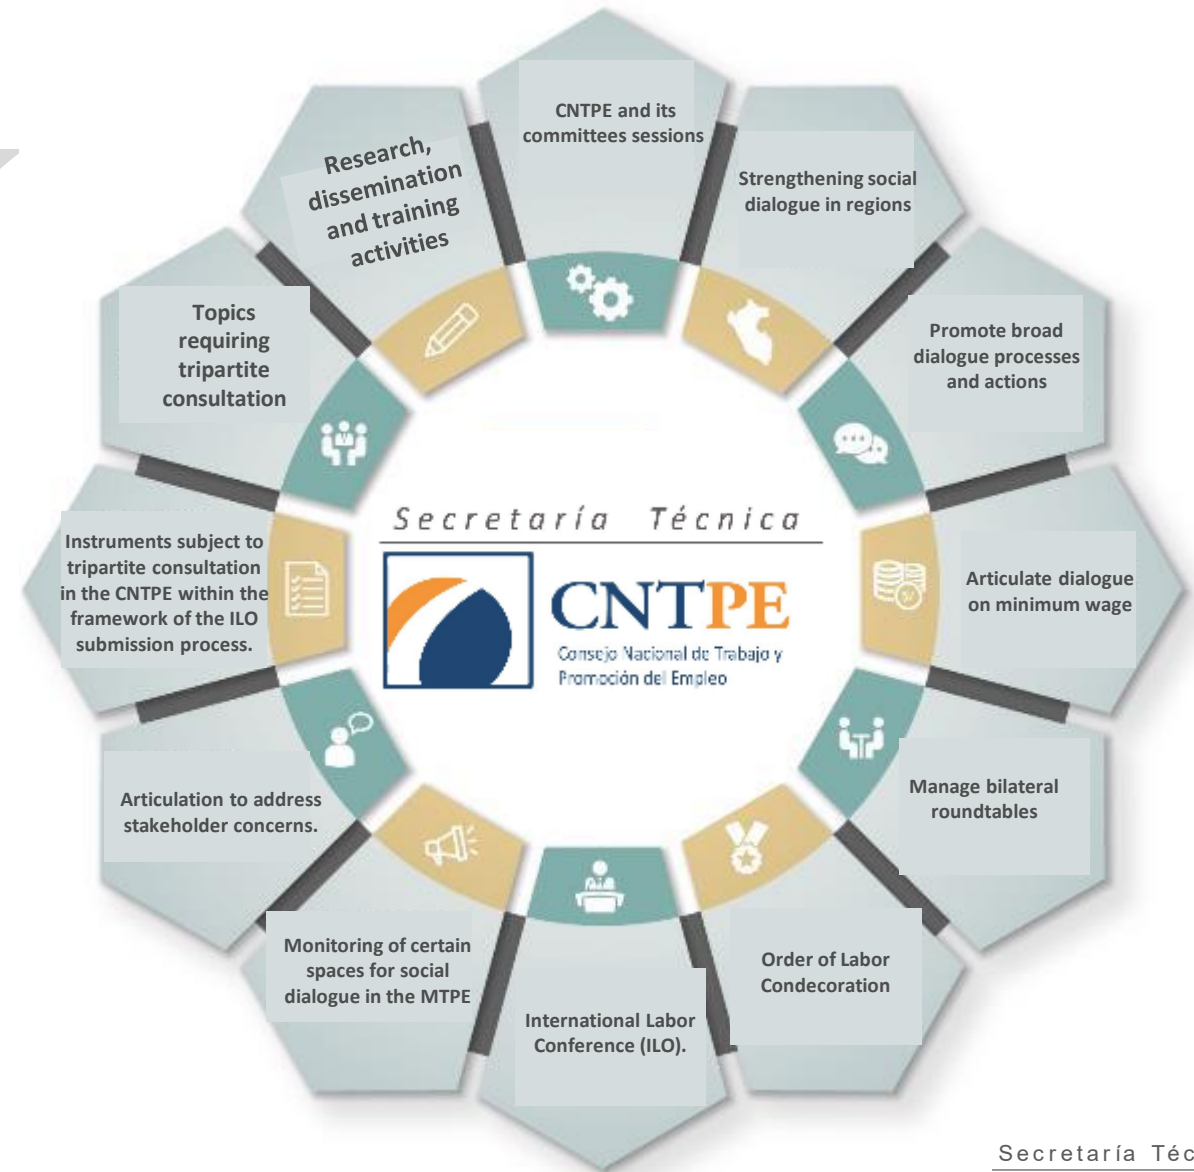 CNTPE and its
committees sessions
Strengthening social
dialogue in regions
Promote broad
dialogue processes
and actions
Articulate dialogue
on minimum wage
Manage bilateral
roundtables
Order of Labor
Condecoration
International Labor
Conference (ILO).
Monitoring of certain
spaces for social
dialogue in the MTPE
Articulation to address
stakeholder concerns.
Instruments subject to
tripartite consultation
in the CNTPE within the
framework of the ILO
submission process.
Topics
requiring
tripartite
consultation
Research,
dissemination
and training
activities
Secretaría Técnica
CNTPE
Consejo Nacional de Trabajo y
Promoción del Empleo
Secretaría Téc